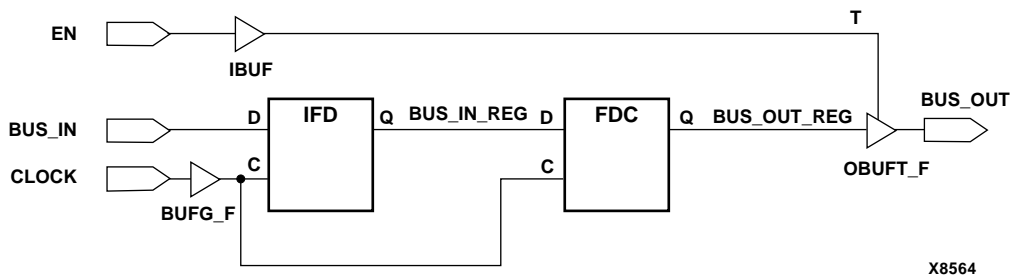 T
EN
IBUF
IFD
FDC
BUS_OUT
D
Q
BUS_IN_REG
D
Q
BUS_OUT_REG
BUS_IN
C
C
CLOCK
OBUFT_F
BUFG_F
X8564